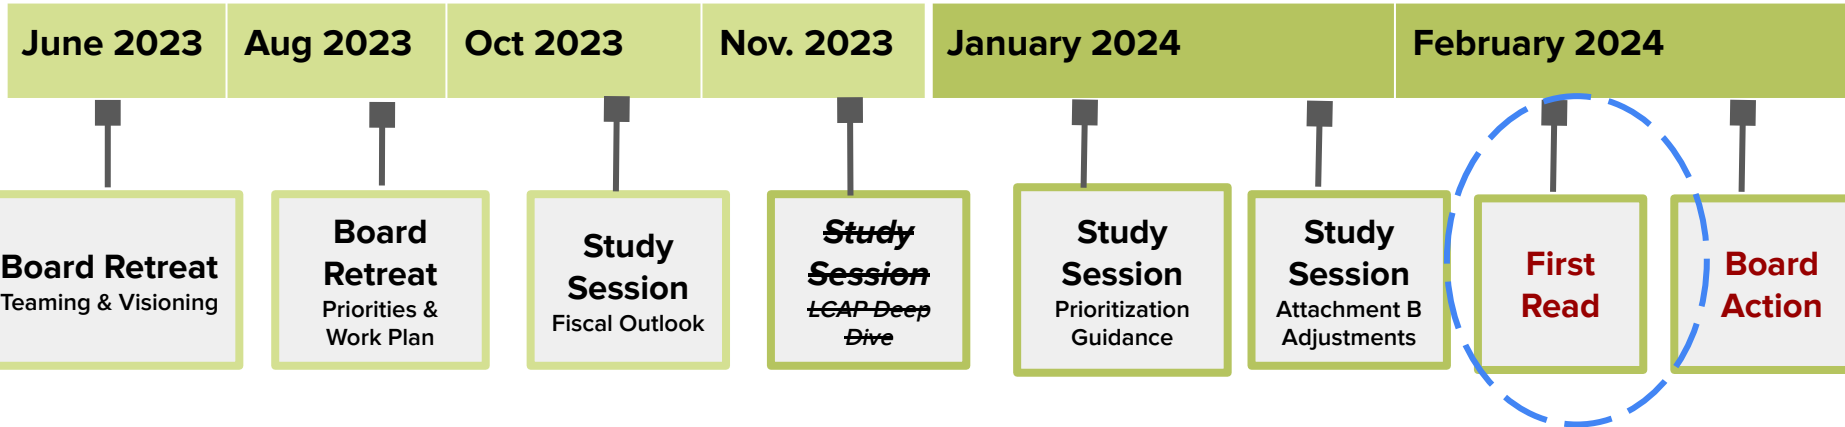 June 2023
Aug 2023
Oct 2023
Nov. 2023
January 2024
February 2024
Board Retreat
Teaming & Visioning
Board
Retreat
Priorities &
Work Plan
Study
Session
Fiscal Outlook
Study
Session
LCAP Deep
Dive
Study
Session
Prioritization
Guidance
Study
Session
Attachment B
Adjustments
First
Read
Board
Action